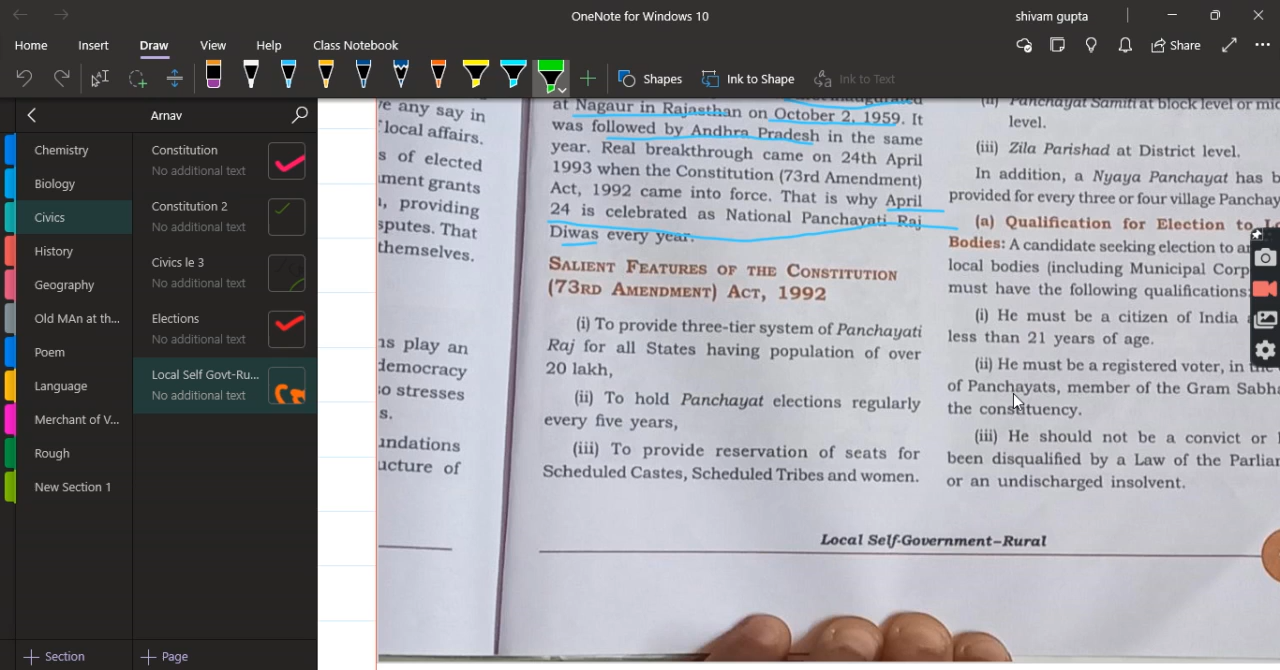 OneNote for Windows 10
shivam gupta
Home Insert Draw View Help Class Notebook
Share
Shapes
Ink to Shape
Ink to Text
Arnav
Chemistry
Biology
Civics
History
Geography
Old MAn at th...
Poem
Language
Merchant of V...
Rough
New Section 1
Constitution
No additional text
Constitution 2
No additional text
Civics le 3
No additional text
Elections
No additional text
Local Self Govt-Ru...
No additional text
Section
Page
any say in
local affairs.
of elected
grants
providing
That
themselves.
play an
democracy
stresses
of
at Nagaur in Rajasthan on October 2, 1959. It
was followed by Andhra Pradesh in the same
year. Real breakthrough came on 24th April
1993 when the Constitution (73rd Amendment)
Act, 1992 came into force. That is why April
24 is celebrated as National Panchayati Raj
Diwas every year.
SALIENT FEATURES OF THE CONSTITUTION
(73RD AMENDMENT) ACT, 1992
(i) To provide three-tier system of Panchayati
Raj for all States having population of over
20 lakh,
(ii) To hold Panchayat elections regularly
every five years,
(iii) To provide reservation of seats for
Scheduled Castes, Scheduled Tribes and women.
(ii) Panchayat Samiti at block level or
level.
(iii) Zila Parishad at District level.
In addition, a Nyaya Panchayat has
provided for every three or four village
(a) Qualification for Election to
Bodies: A candidate seeking election to
local bodies (including Municipal
must have the following qualifications:
(i) He must be a citizen of India
less than 21 years of age.
(ii) He must be a registered voter, in
of Panchayats, member of the Gram
the constituency.
(iii) He should not be a convict or
been disqualified by a Law of the
or an undischarged insolvent.
Local Self-Government–Rural